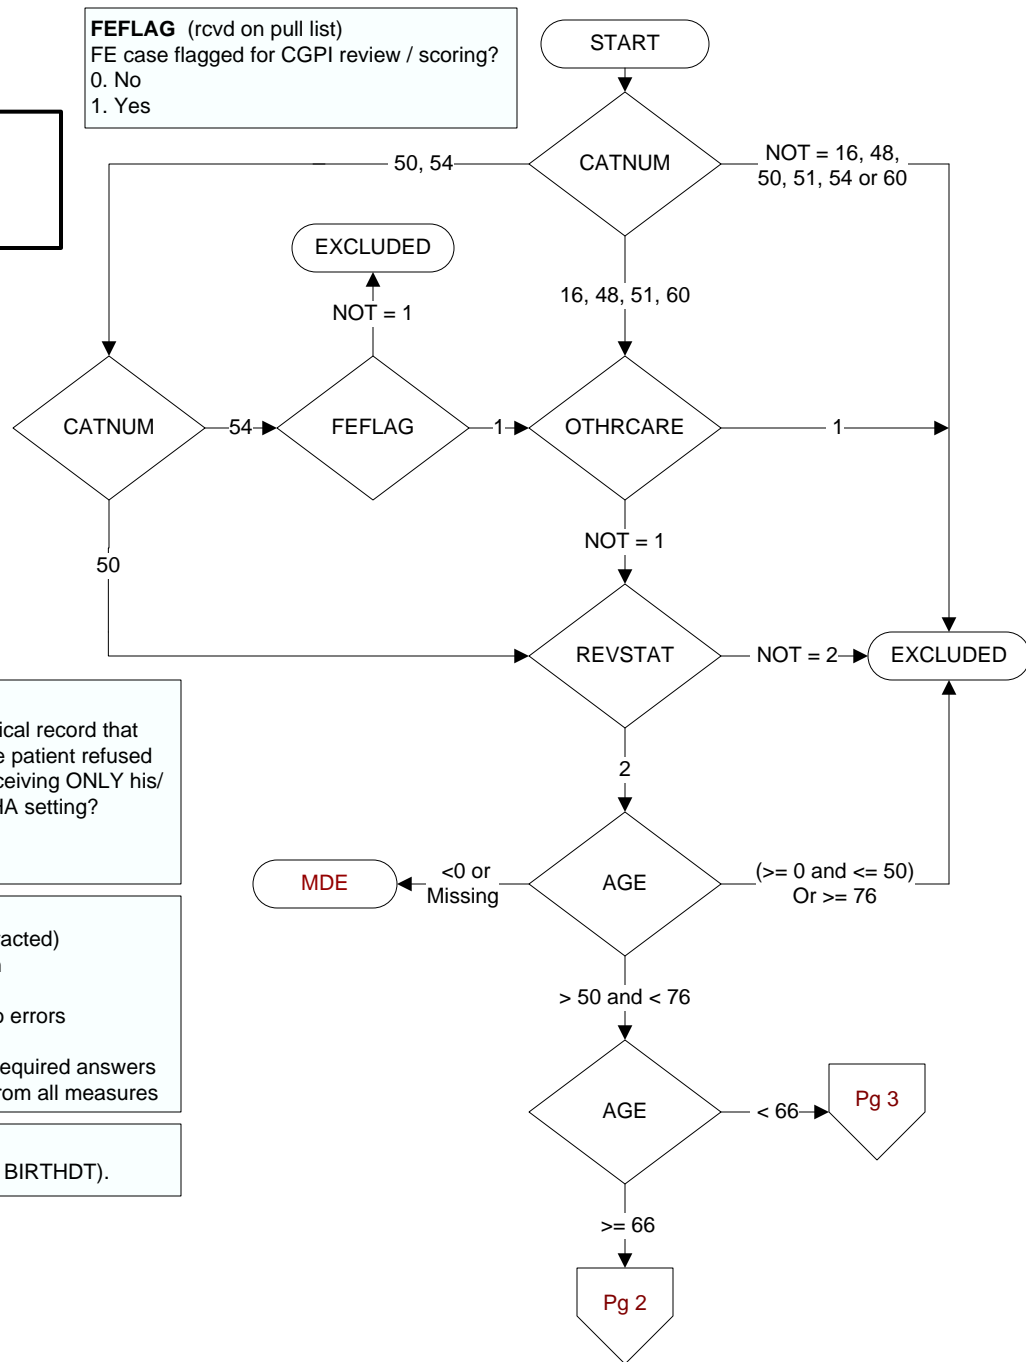 FEFLAG (rcvd on pull list)
FE case flagged for CGPI review / scoring?
0. No
1. Yes
START
CATNUM
50, 54
NOT = 16, 48,
50, 51, 54 or 60
EXCLUDED
NOT = 1
16, 48, 51, 60
CATNUM
54
FEFLAG
1
OTHRCARE
1
50
NOT = 1
REVSTAT
NOT = 2
EXCLUDED
ical record that
e patient refused
ceiving ONLY his/
HA setting?
2
MDE
<0 or
Missing
AGE
(>= 0 and <= 50)
Or >= 76
racted)
o errors
equired answers
rom all measures
> 50 and < 76
AGE
< 66
Pg 3
BIRTHDT).
>= 66
Pg 2